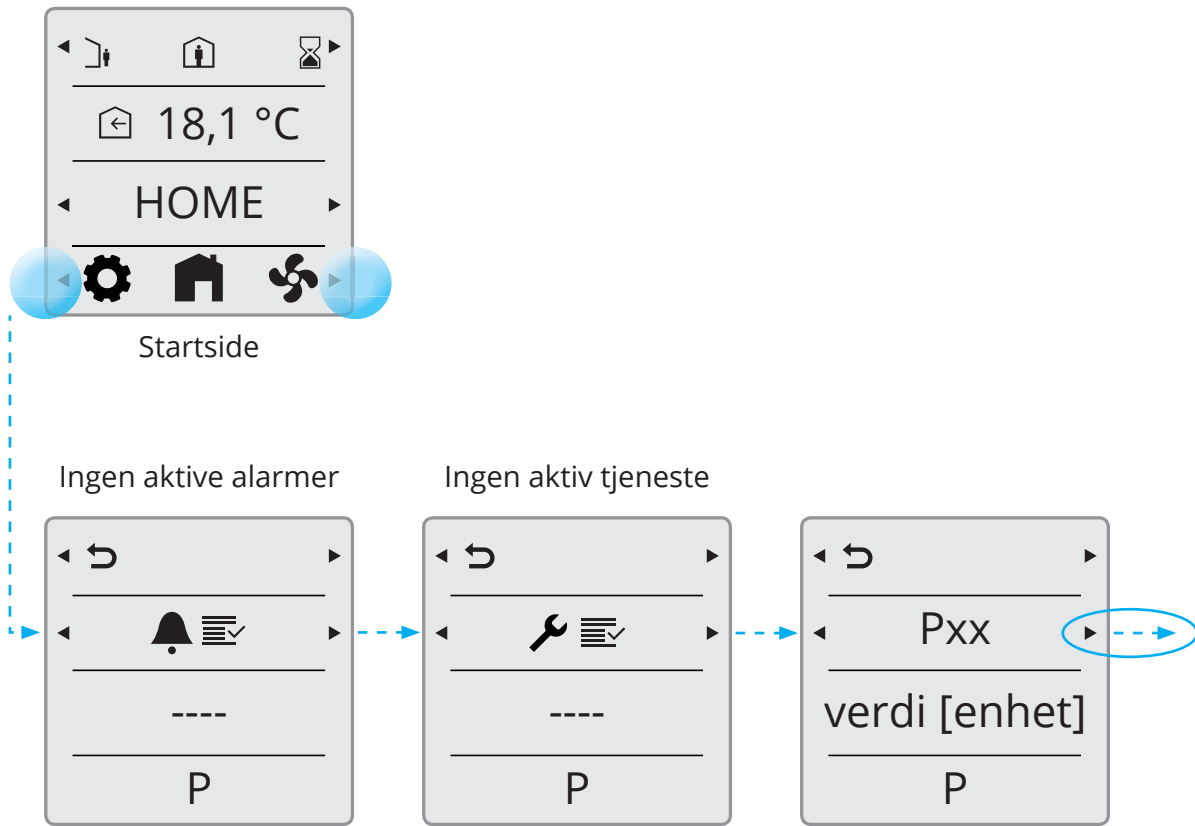 18,1 °C
HOME
Startside
Ingen aktive alarmer
Ingen aktiv tjeneste
----
P
----
P
Pxx
verdi [enhet]
P